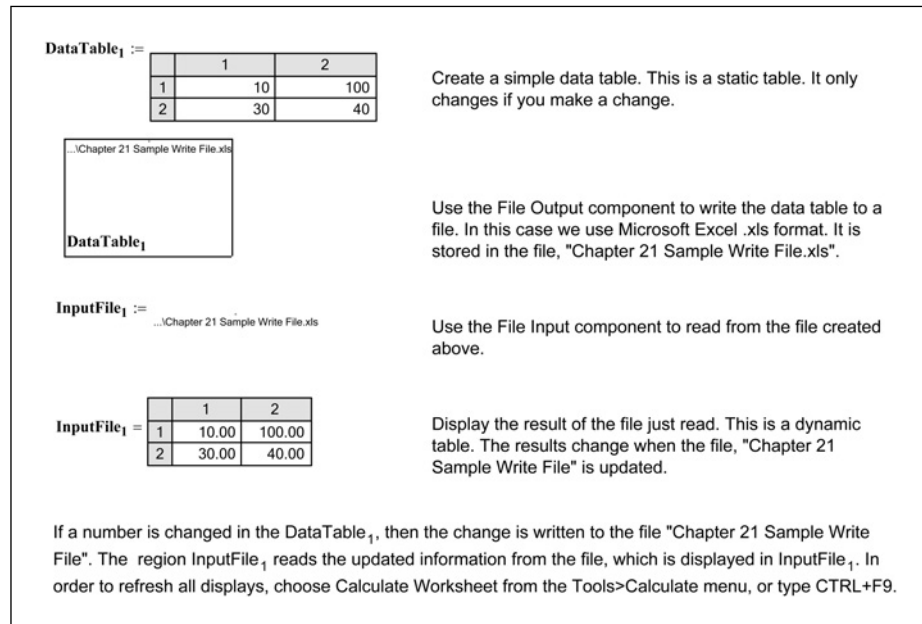 DataTable1 :=
1 2
1 10 100
2 30 40
Create a simple data table. This is a static table. It only
changes if you make a change.
...\Chapter 21 Sample Write File.xls
DataTable1
Use the File Output component to write the data table to a
file. In this case we use Microsoft Excel .xls format. It is
stored in the file, "Chapter 21 Sample Write File.xls".
InputFile1 :=
...\Chapter 21 Sample Write File.xls
Use the File Input component to read from the file created
above.
InputFile1 =
1 2
1 10.00 100.00
2 30.00 40.00
Display the result of the file just read. This is a dynamic
table. The results change when the file, "Chapter 21
Sample Write File" is updated.
If a number is changed in the DataTable1, then the change is written to the file "Chapter 21 Sample Write
File". The region InputFile1 reads the updated information from the file, which is displayed in InputFile1. In
order to refresh all displays, choose Calculate Worksheet from the Tools>Calculate menu, or type CTRL+F9.